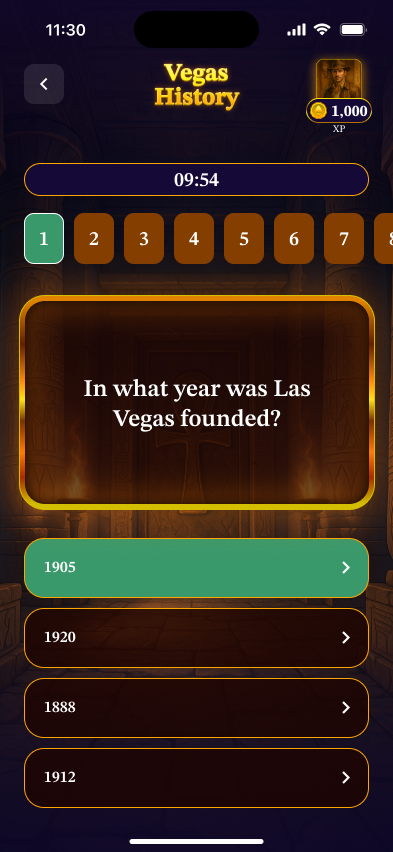 11:30
Vegas
History
1,000
XP
09:54
1 2 3 4 5 6 7 8
In what year was Las
Vegas founded?
1905
1920
1888
1912